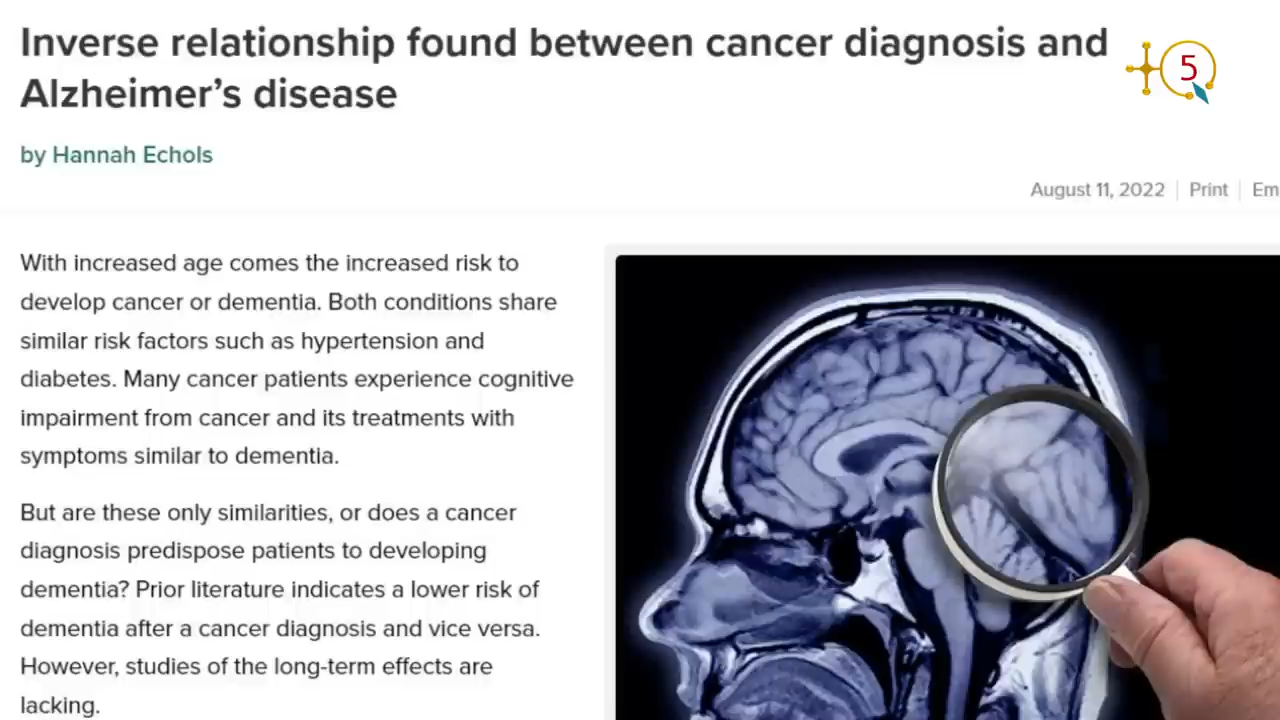 Inverse relationship found between cancer diagnosis and
Alzheimer’s disease
5
by Hannah Echols
August 11, 2022 Print Em
With increased age comes the increased risk to
develop cancer or dementia. Both conditions share
similar risk factors such as hypertension and
diabetes. Many cancer patients experience cognitive
impairment from cancer and its treatments with
symptoms similar to dementia.
But are these only similarities, or does a cancer
diagnosis predispose patients to developing
dementia? Prior literature indicates a lower risk of
dementia after a cancer diagnosis and vice versa.
However, studies of the long-term effects are
lacking.